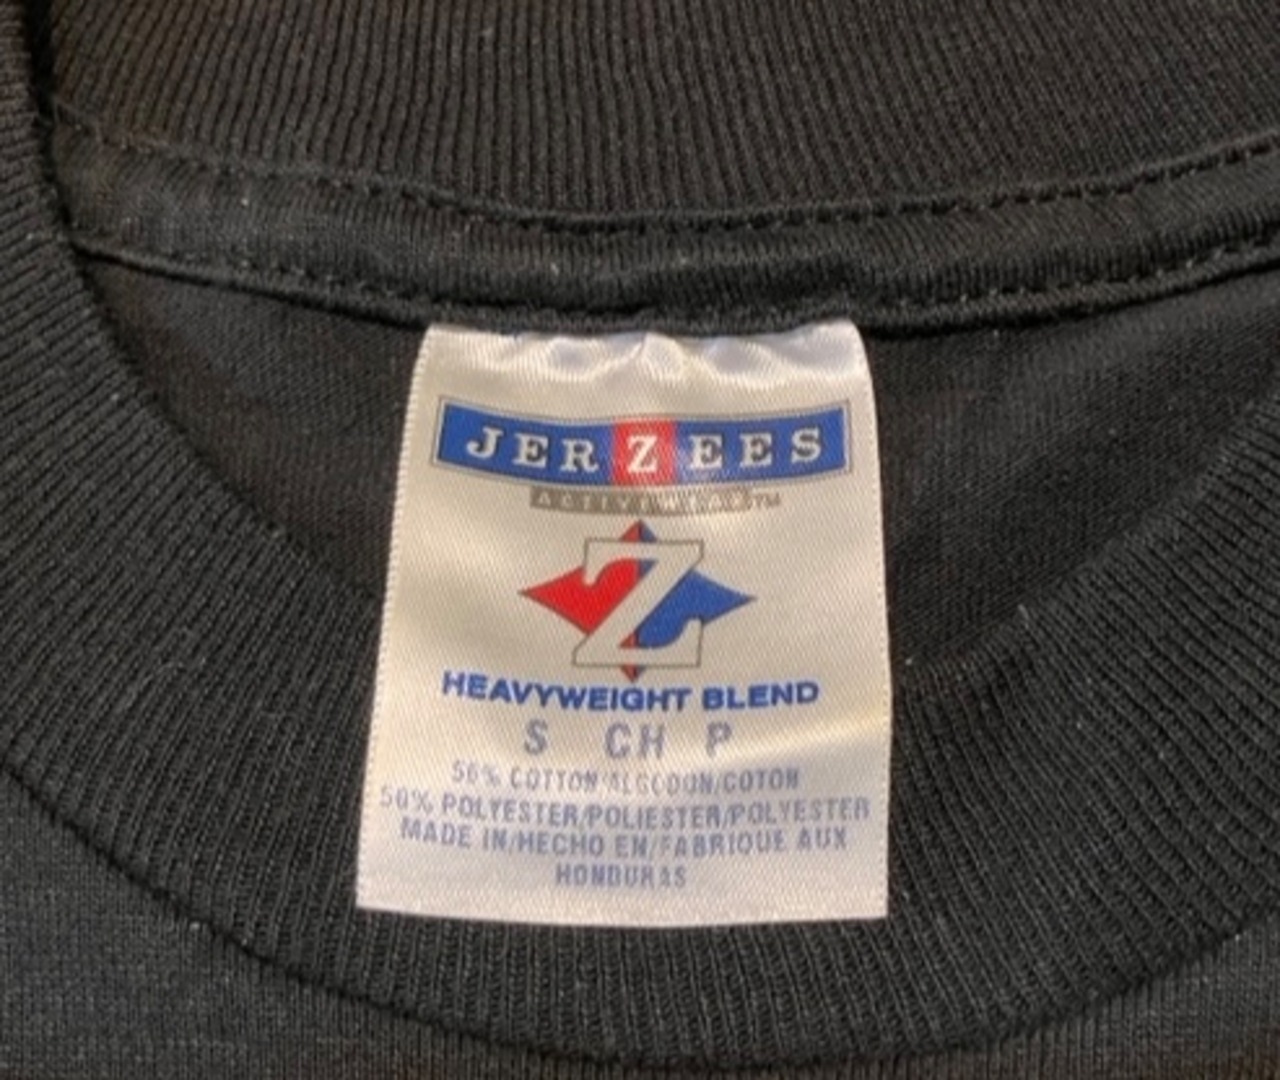 JERZEES
ACTIVEWEAR™
Z
HEAVYWEIGHT BLEND
S CH P
50% COTTON/ALGODON/COTON
50% POLYESTER/POLIESTER/POLYESTER
MADE IN/HECHO EN/FABRIQUE AUX
HONDURAS